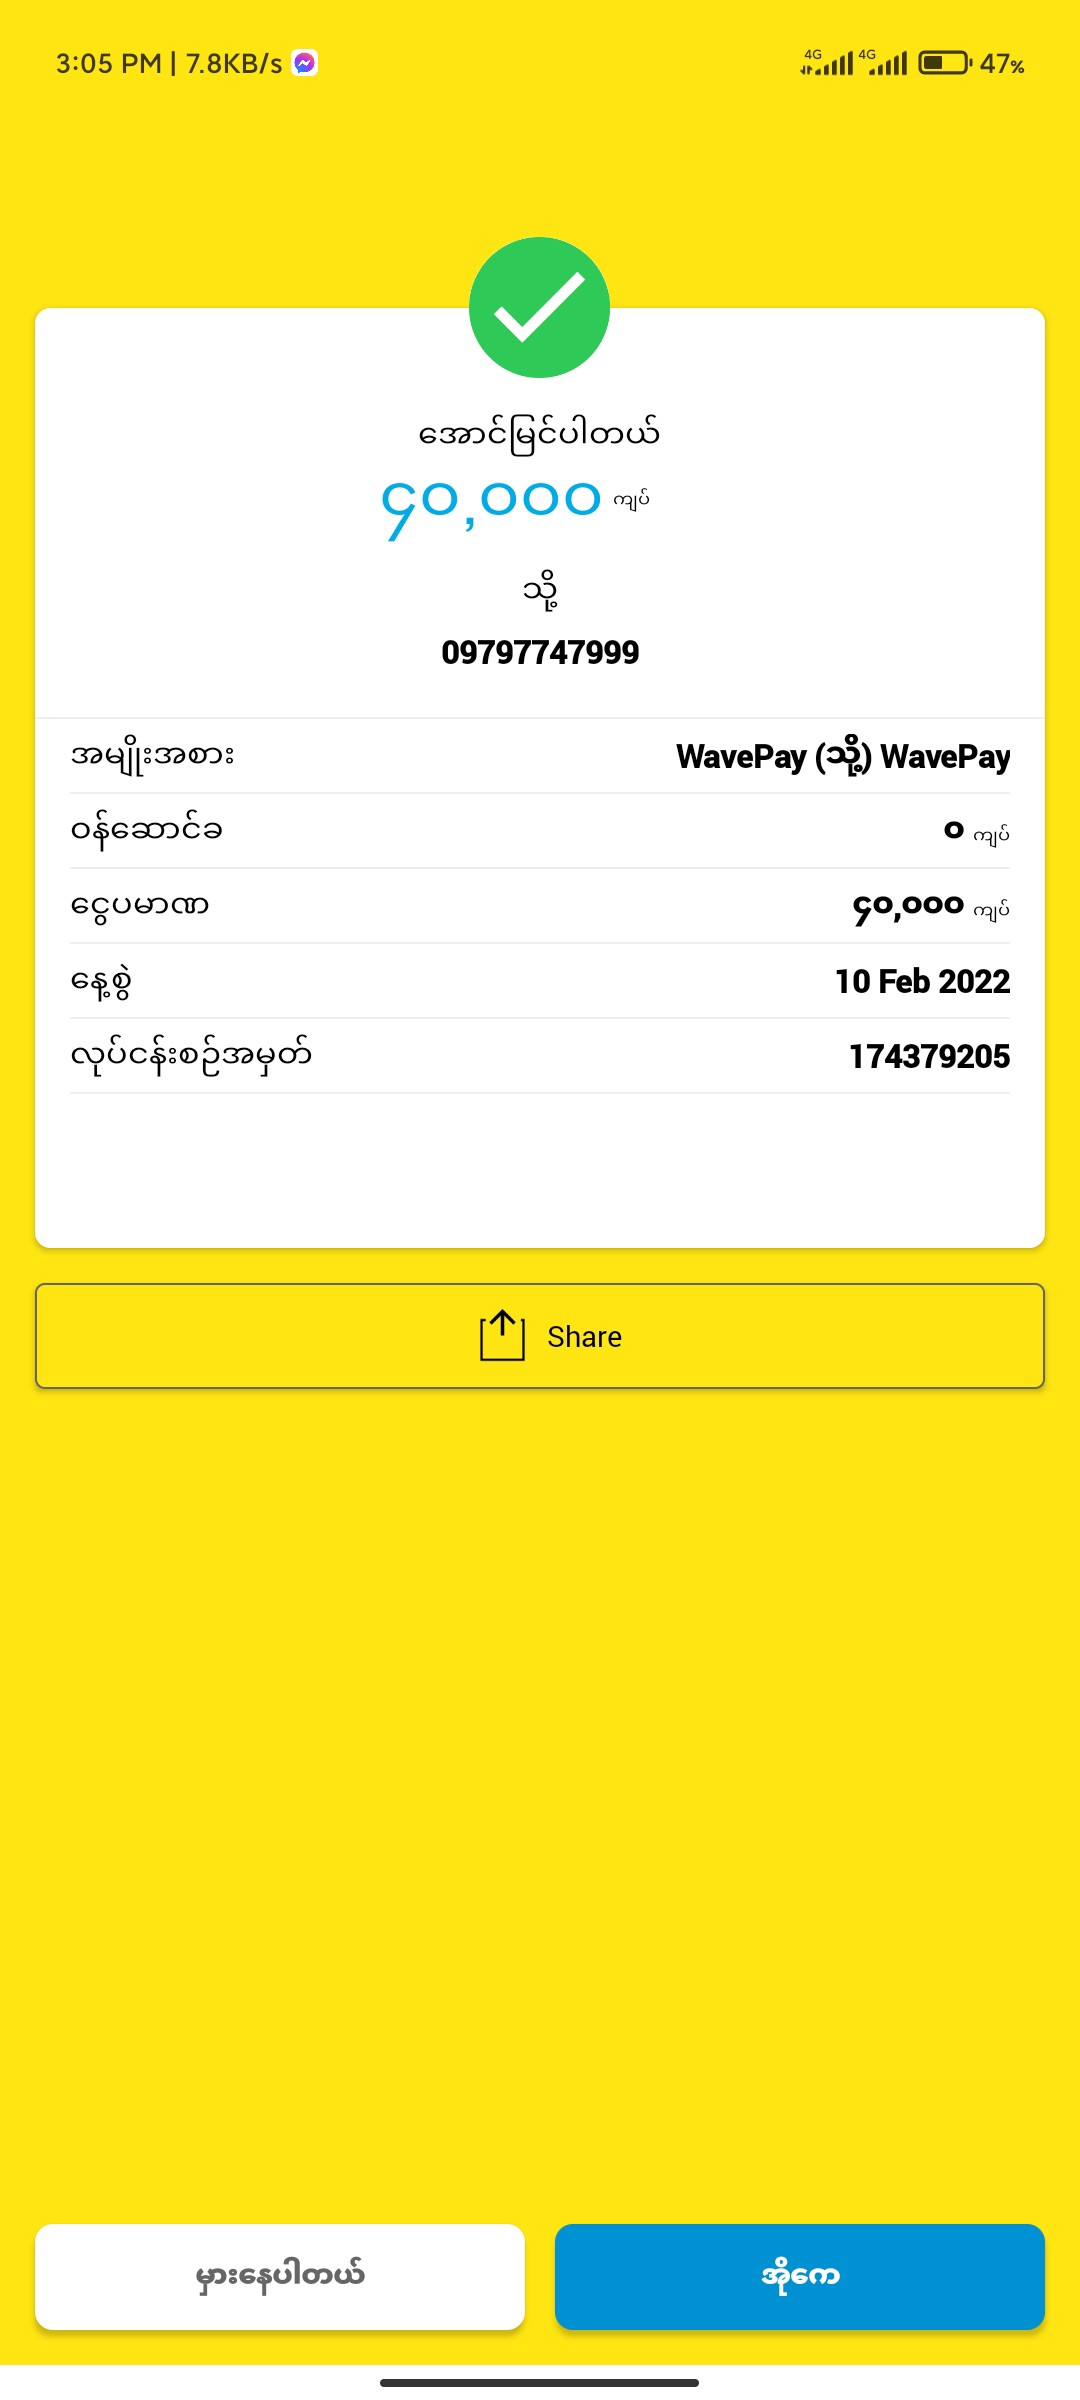 3:05 PM | 7.8KB/s 4G 4G 47%
အောင်မြင်ပါတယ်
၄၀,၀၀၀ ကျပ်
သို့
09797747999
အမျိုးအစား WavePay (သို့) WavePay
ဝန်ဆောင်ခ ၀ ကျပ်
ငွေပမာဏ ၄၀,၀၀၀ ကျပ်
နေ့စွဲ 10 Feb 2022
လုပ်ငန်းစဉ်အမှတ် 174379205
Share
မှားနေပါတယ် အိုကေ